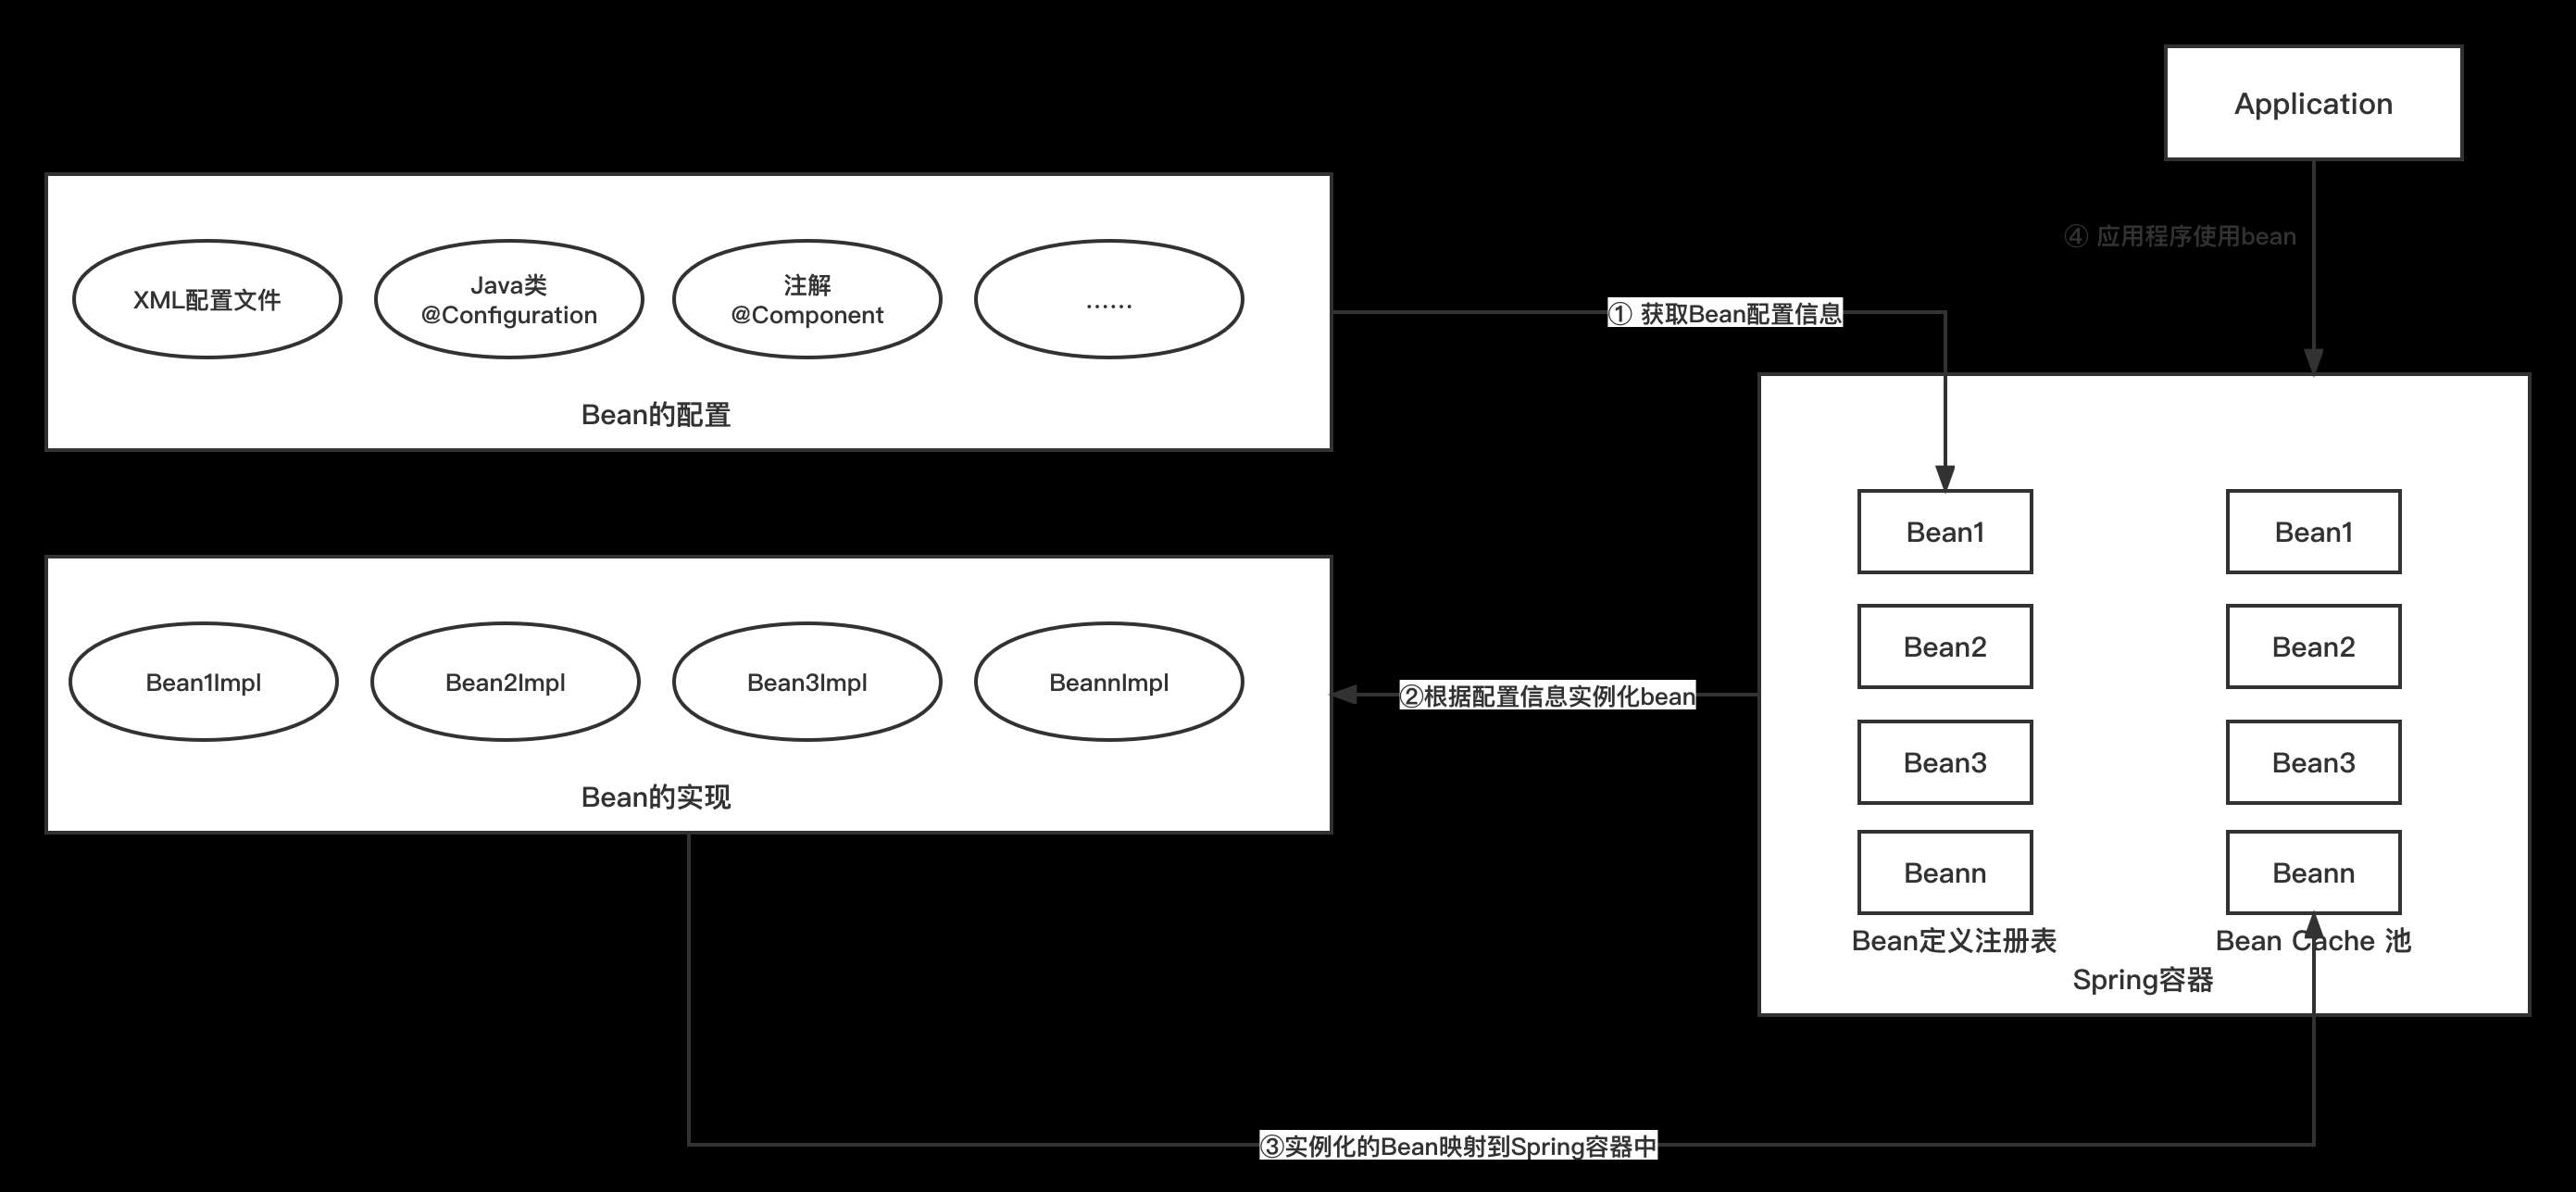 Application
④ 应用程序使用bean
XML配置文件
Java类
@Configuration
注解
@Component
......
Bean的配置
① 获取Bean配置信息
Bean1Impl
Bean2Impl
Bean3Impl
BeannImpl
Bean的实现
②根据配置信息实例化bean
Bean1
Bean2
Bean3
Beann
Bean定义注册表
Bean1
Bean2
Bean3
Beann
Bean Cache 池
Spring容器
③实例化的Bean映射到Spring容器中